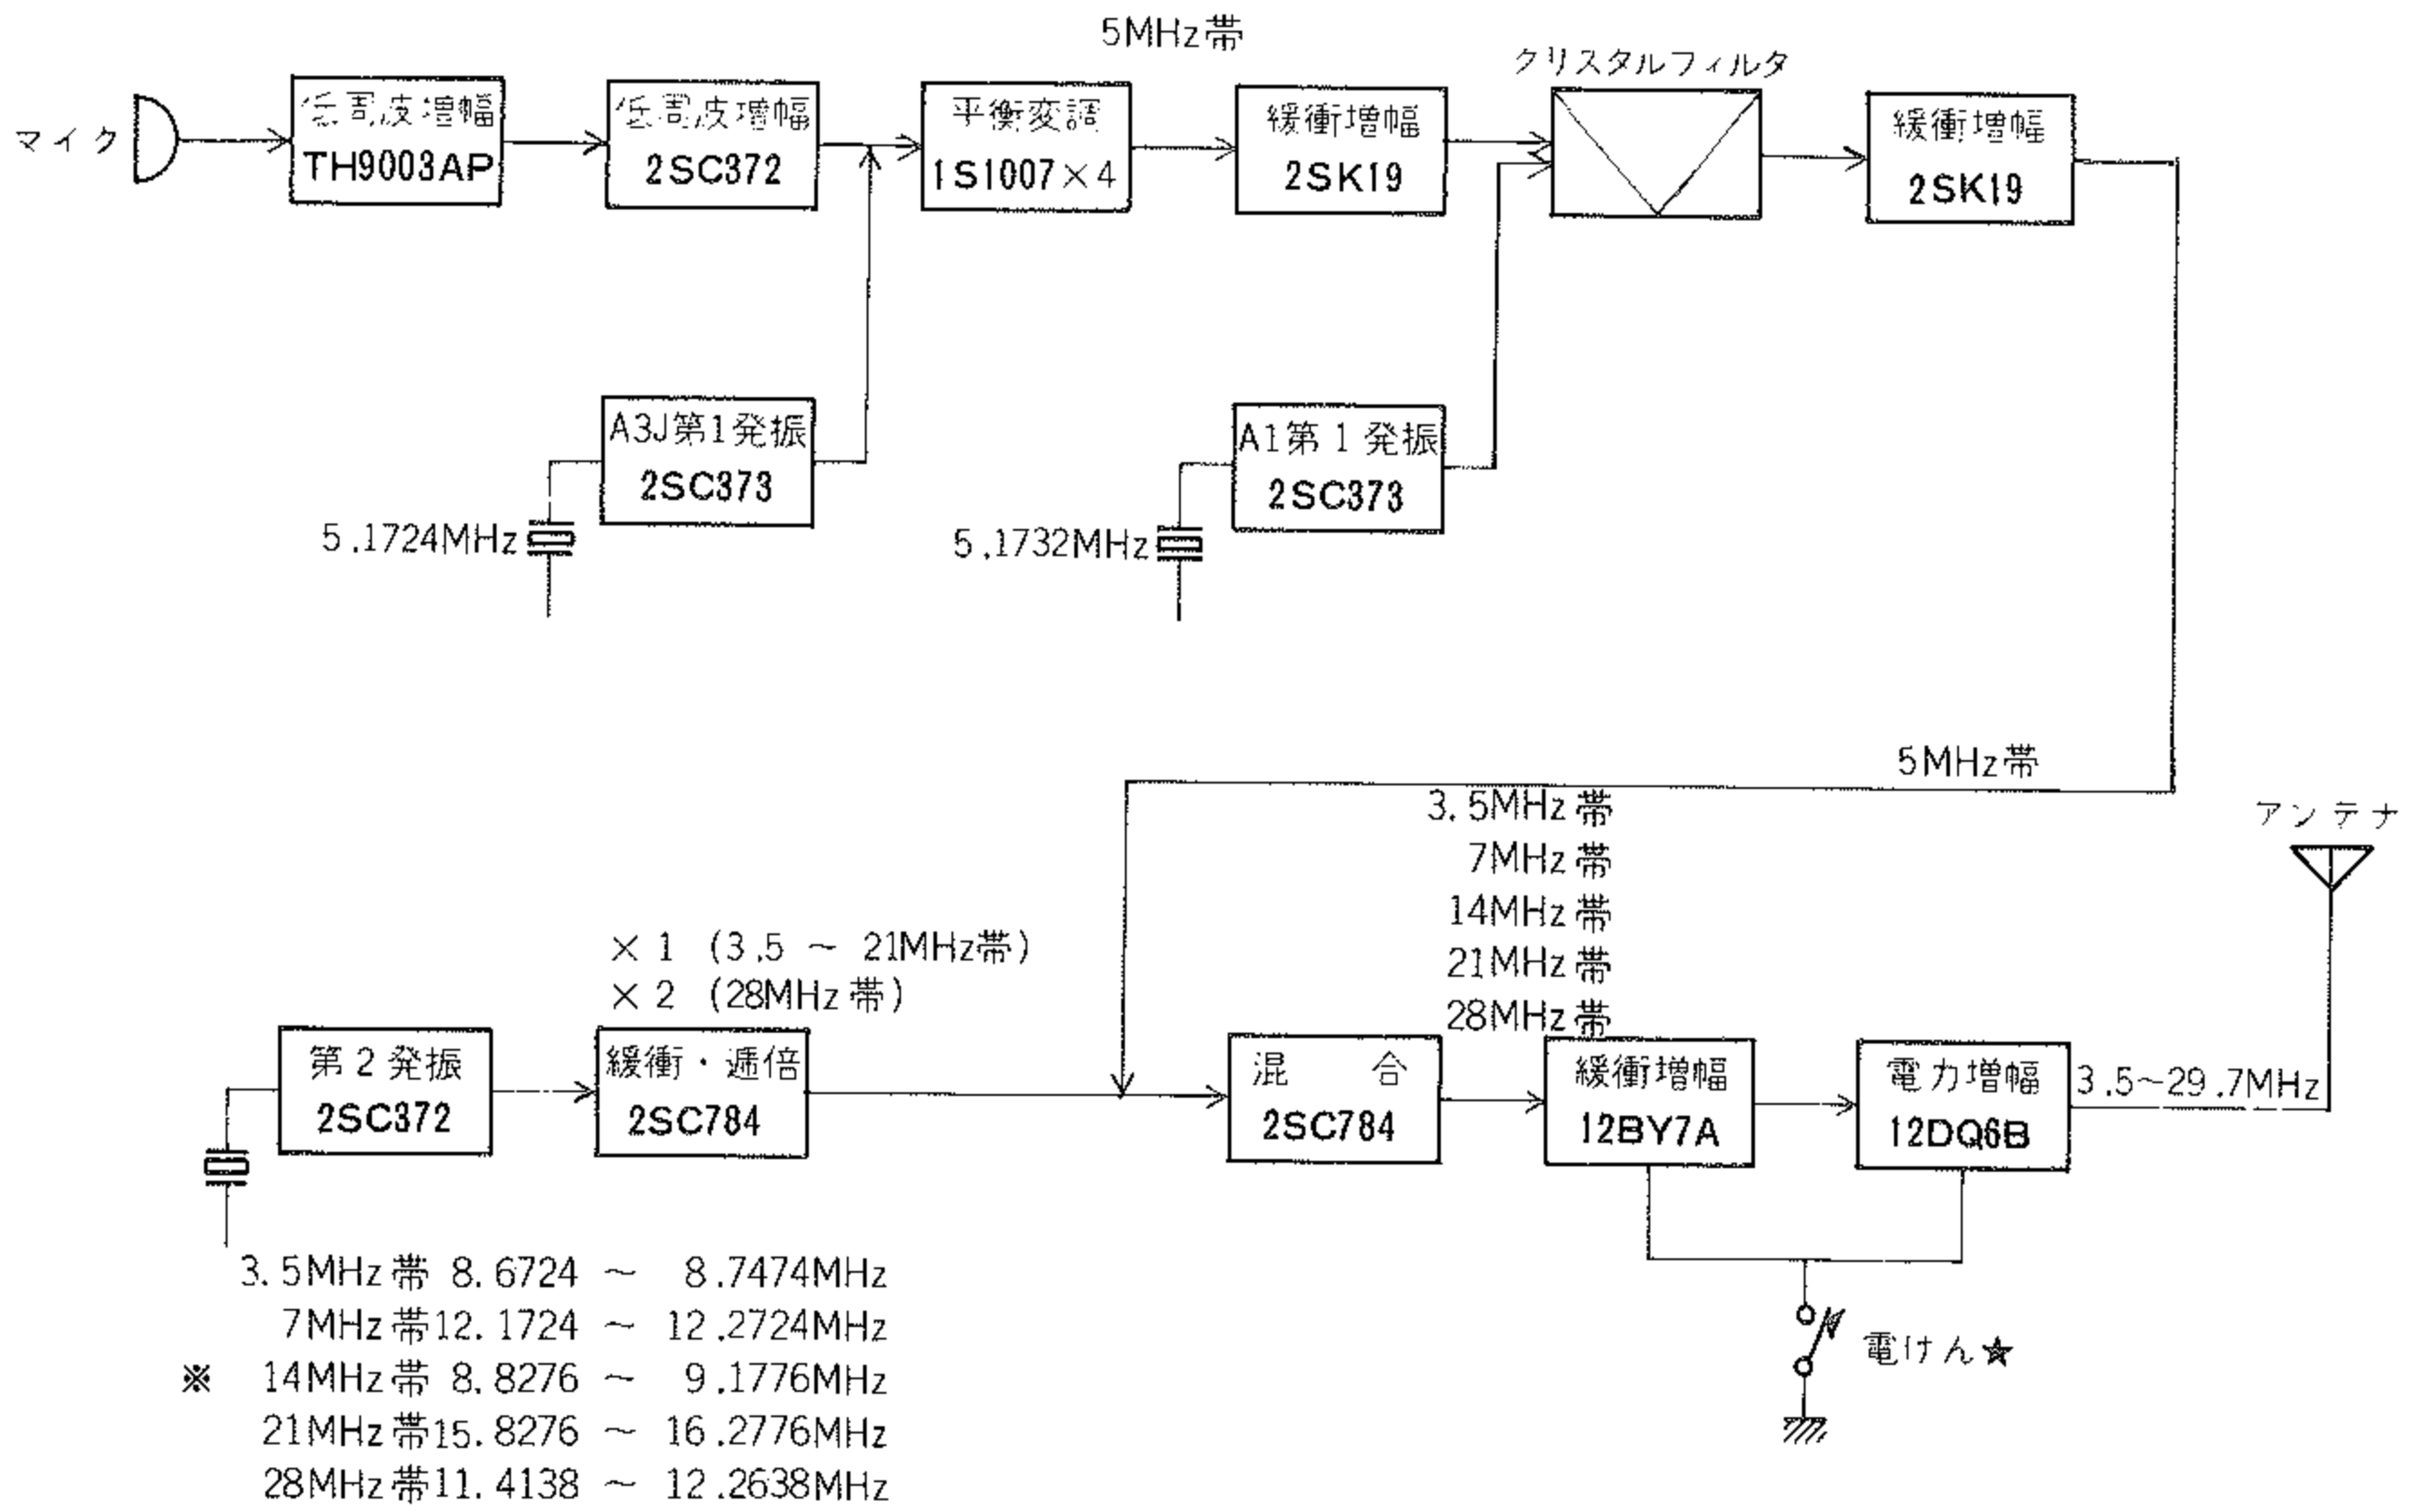 5MHz帯
クリスタルフィルタ
マイク
低周波増幅
TH9003AP
低周波増幅
2SC372
平衡変調
1S1007×4
緩衝増幅
2SK19
緩衝増幅
2SK19
A3J第1発振
2SC373
5.1724MHz
A1第1発振
2SC373
5.1732MHz
5MHz帯
3.5MHz帯
7MHz帯
14MHz帯
21MHz帯
28MHz帯
アンテナ
×1 (3.5 ～ 21MHz帯)
×2 (28MHz帯)
第2発振
2SC372
緩衝・逓倍
2SC784
混 合
2SC784
緩衝増幅
12BY7A
電力増幅
12DQ6B
3.5~29.7MHz
電けん★
3.5MHz帯 8.6724 ～ 8.7474MHz
7MHz帯12.1724 ～ 12.2724MHz
※ 14MHz帯 8.8276 ～ 9.1776MHz
21MHz帯15.8276 ～ 16.2776MHz
28MHz帯11.4138 ～ 12.2638MHz